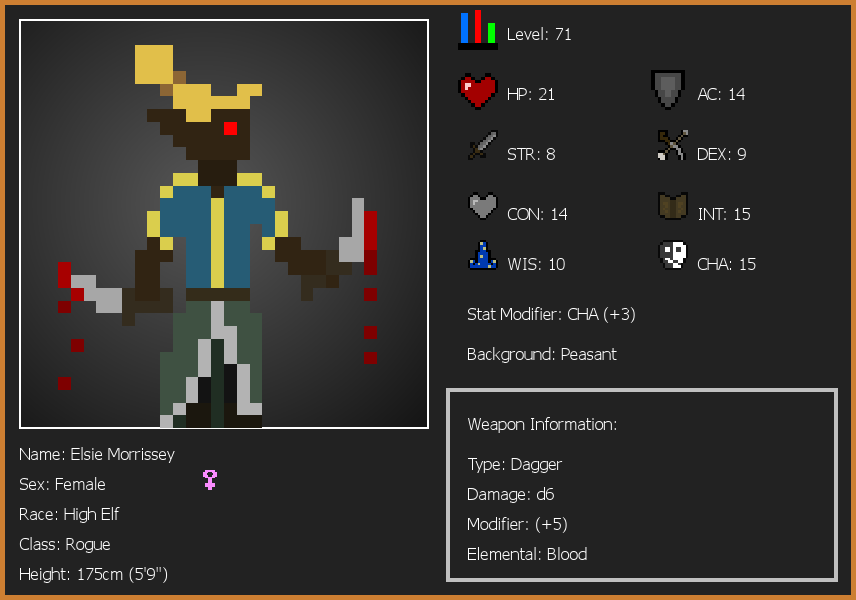 Level: 71
HP: 21
AC: 14
STR: 8
DEX: 9
CON: 14
INT: 15
WIS: 10
CHA: 15
Stat Modifier: CHA (+3)
Background: Peasant
Weapon Information:
Type: Dagger
Damage: d6
Modifier: (+5)
Elemental: Blood
Name: Elsie Morrissey
Sex: Female
Race: High Elf
Class: Rogue
Height: 175cm (5'9")